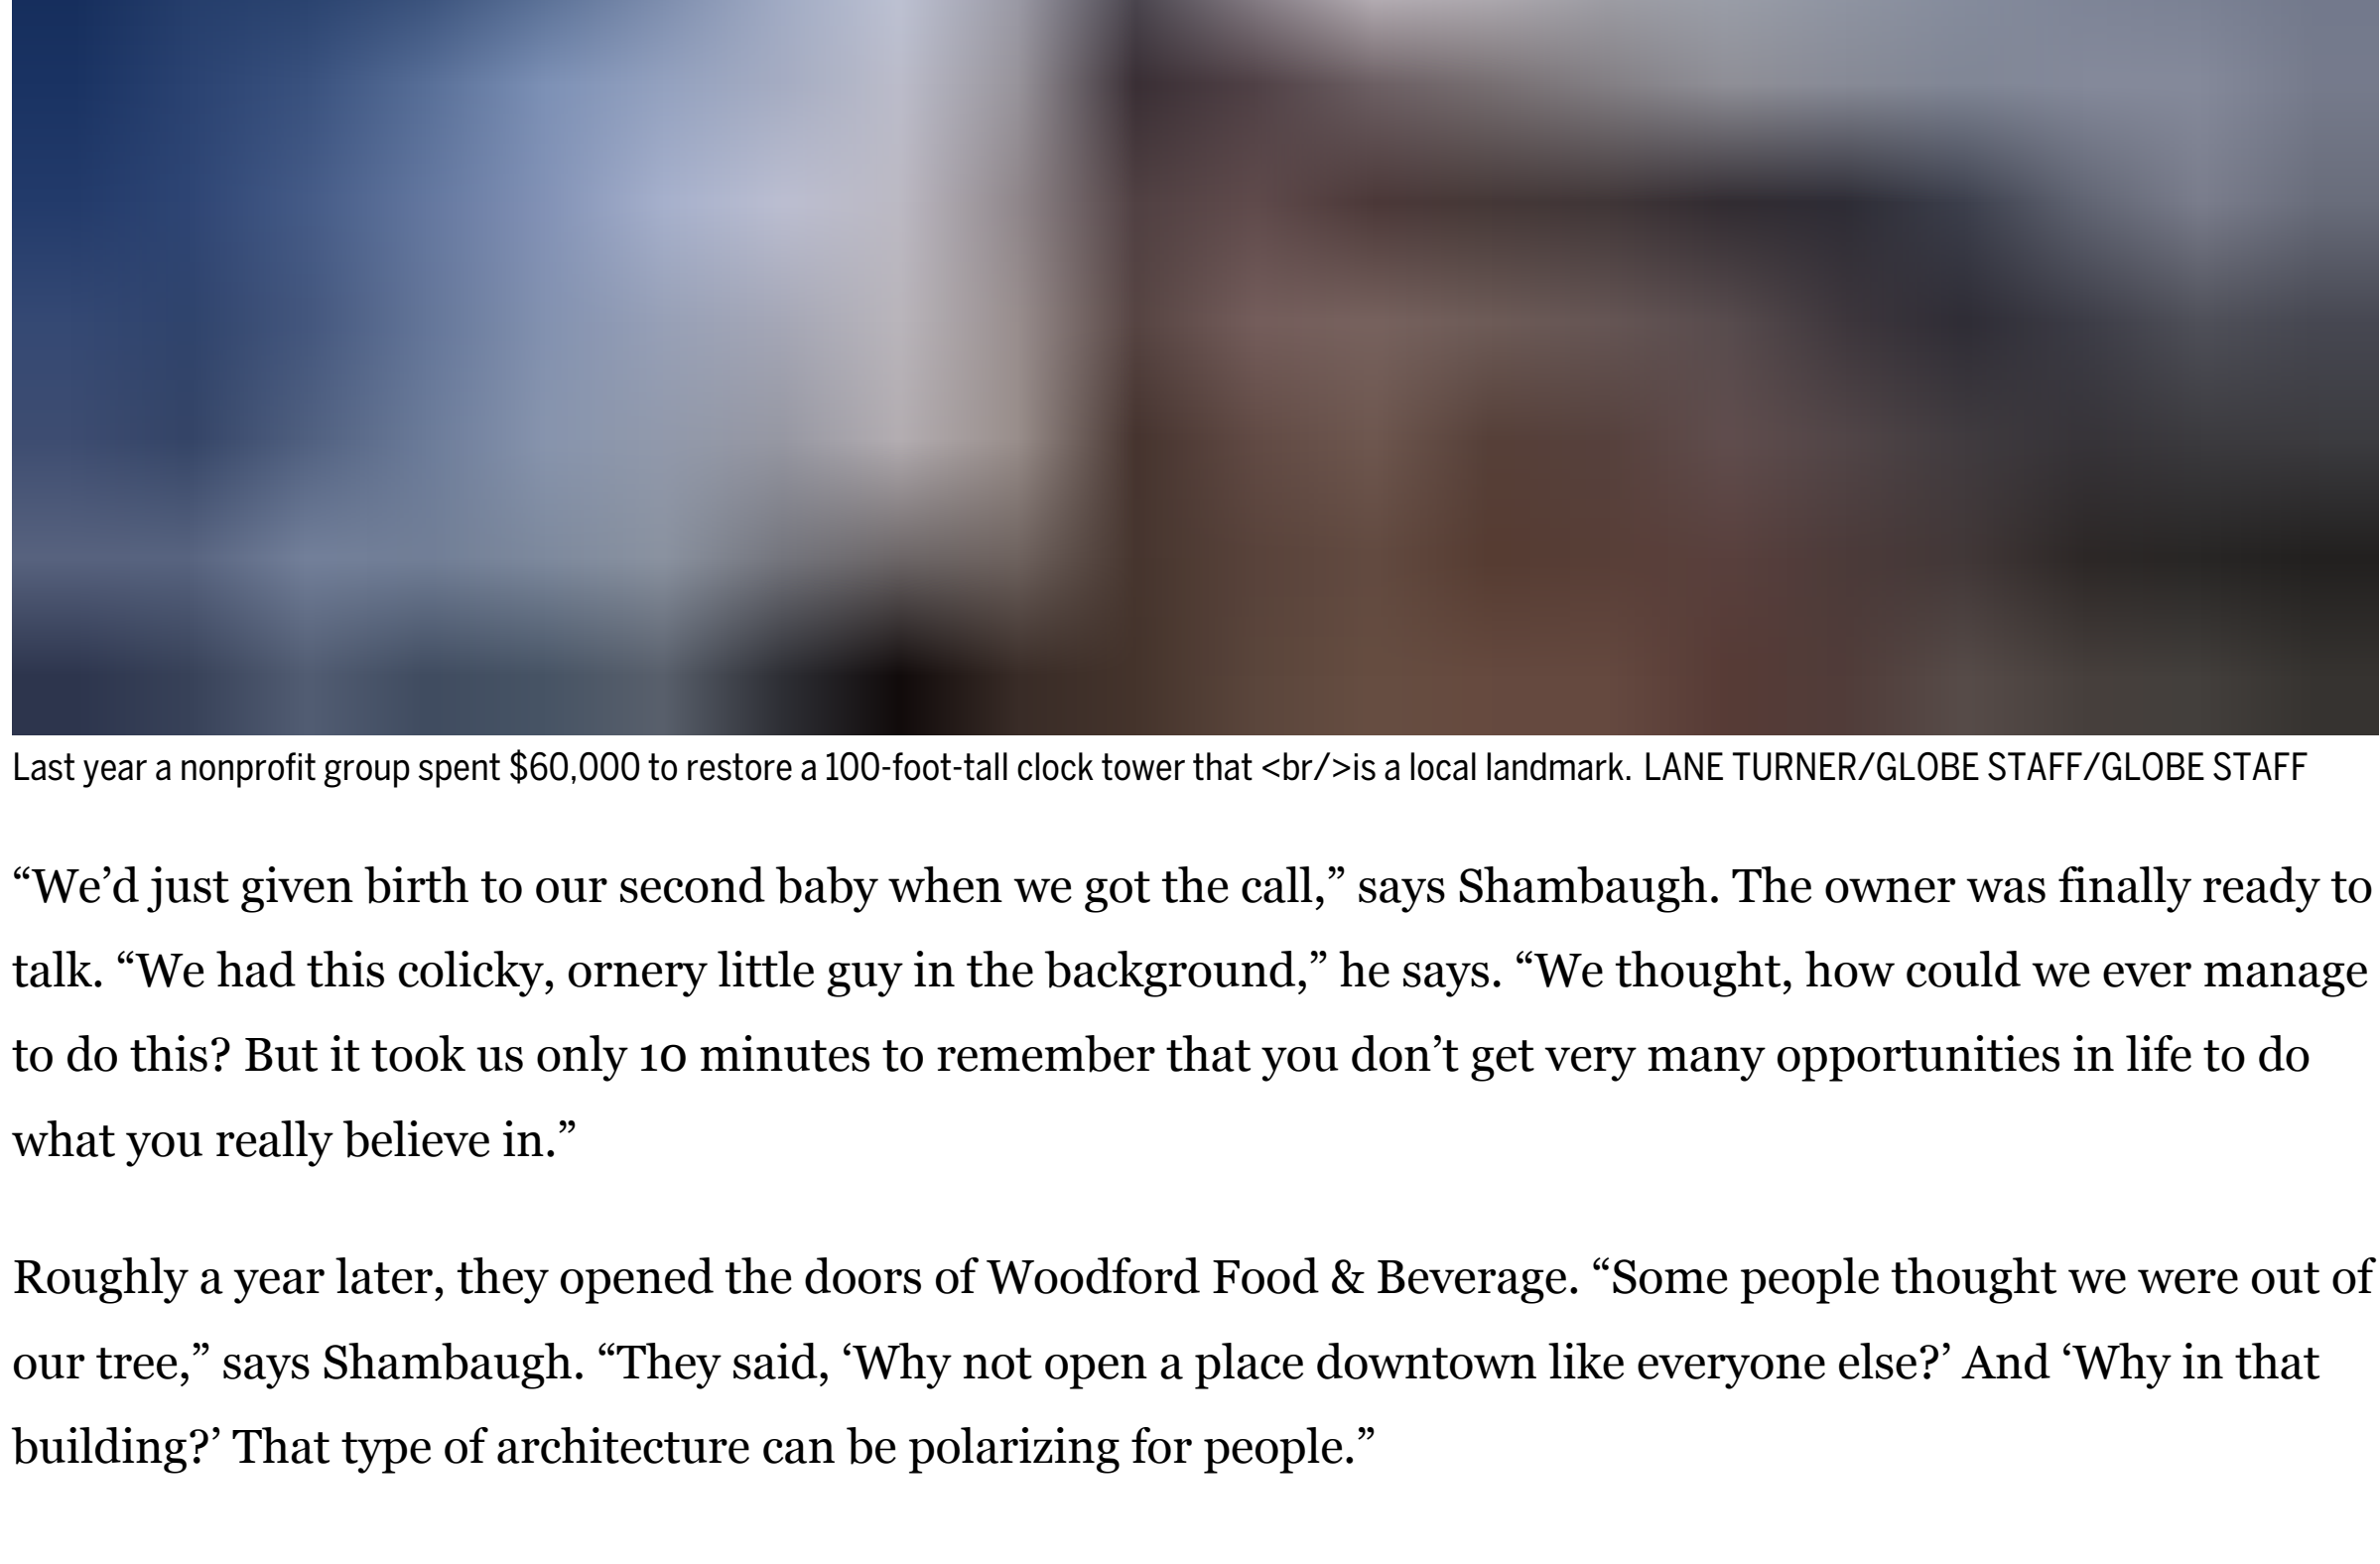 Last year a nonprofit group spent $60,000 to restore a 100-foot-tall clock tower that <br/>is a local landmark. LANE TURNER/GLOBE STAFF/GLOBE STAFF
“We’d just given birth to our second baby when we got the call,” says Shambaugh. The owner was finally ready to
talk. “We had this colicky, ornery little guy in the background,” he says. “We thought, how could we ever manage
to do this? But it took us only 10 minutes to remember that you don’t get very many opportunities in life to do
what you really believe in.”
Roughly a year later, they opened the doors of Woodford Food & Beverage. “Some people thought we were out of
our tree,” says Shambaugh. “They said, ‘Why not open a place downtown like everyone else?’ And ‘Why in that
building?’ That type of architecture can be polarizing for people.”